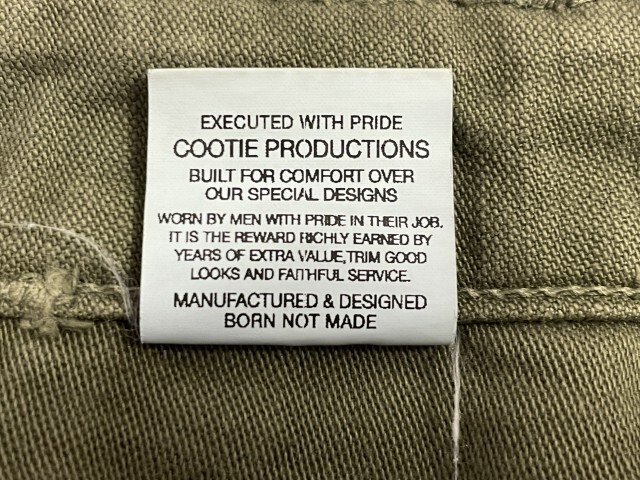 EXECUTED WITH PRIDE
COOTIE PRODUCTIONS
BUILT FOR COMFORT OVER
OUR SPECIAL DESIGNS
WORN BY MEN WITH PRIDE IN THEIR JOB.
IT IS THE REWARD RICHLY EARNED BY
YEARS OF EXTRA VALUE,TRIM GOOD
LOOKS AND FAITHFUL SERVICE.
MANUFACTURED & DESIGNED
BORN NOT MADE